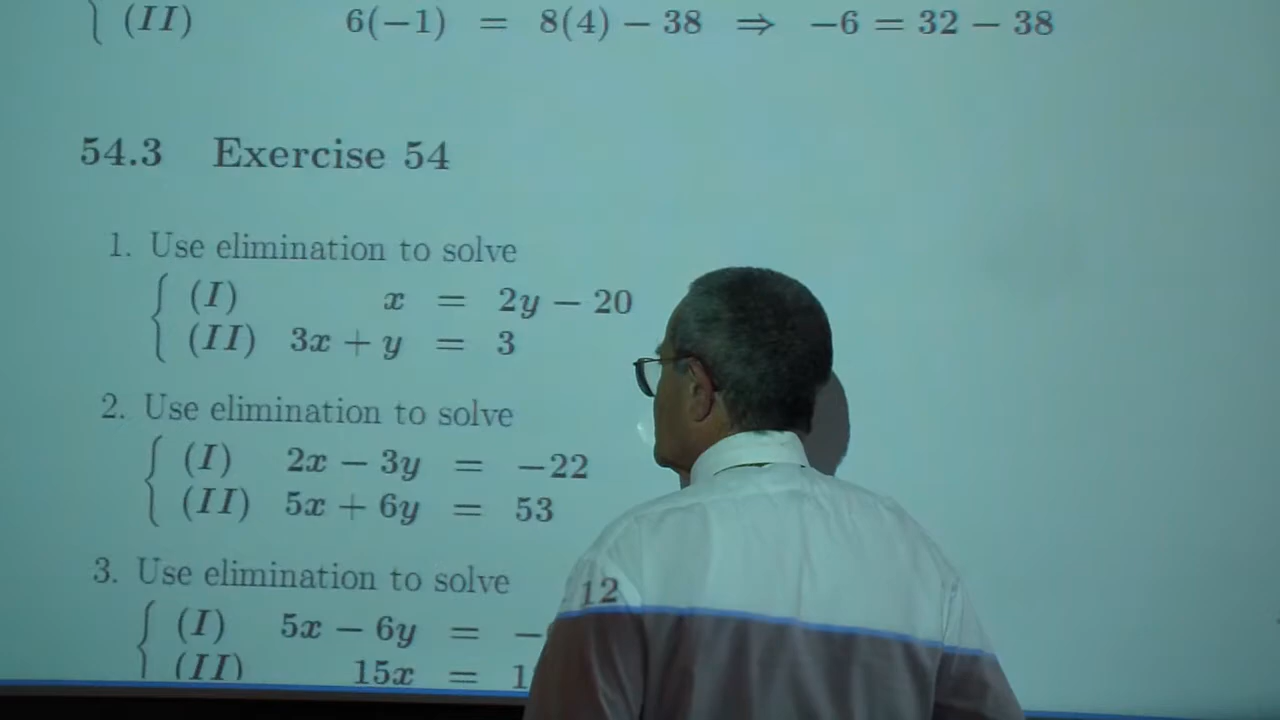 (II) 6(−1) = 8(4) − 38 ⇒ −6 = 32 − 38
54.3 Exercise 54
1. Use elimination to solve
(I) x = 2y − 20
(II) 3x + y = 3
2. Use elimination to solve
(I) 2x − 3y = −22
(II) 5x + 6y = 53
3. Use elimination to solve
(I) 5x − 6y = − 12
(II) 15x = 1